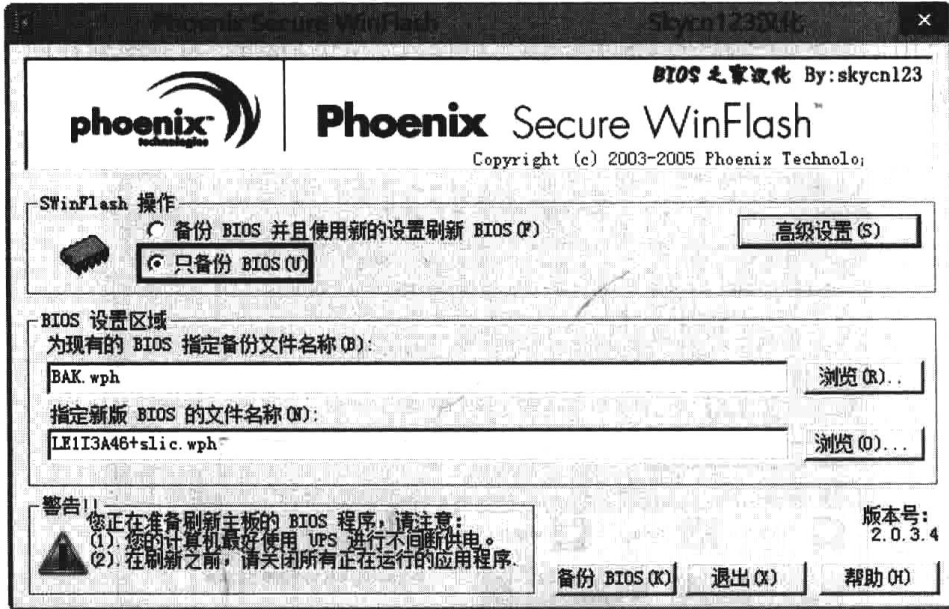 Phoenix Secure WinFlash Skycn123汉化
BIOS之家汉化 By:skycn123
phoenix technologies
Phoenix Secure WinFlash™
Copyright (c) 2003-2005 Phoenix Technolo
SWinFlash 操作
备份 BIOS 并且使用新的设置刷新 BIOS(F)
高级设置(S)
只备份 BIOS(U)
BIOS 设置区域
为现有的 BIOS 指定备份文件名称(B):
BAK.wph
浏览(R)..
指定新版 BIOS 的文件名称(N):
LE1I3A46+slic.wph
浏览(O)...
警告!!
您正在准备刷新主板的 BIOS 程序,请注意:
(1).您的计算机最好使用 UPS 进行不间断供电。
(2).在刷新之前,请关闭所有正在运行的应用程序.
版本号:
2.0.3.4
备份 BIOS(K)
退出(X)
帮助(H)